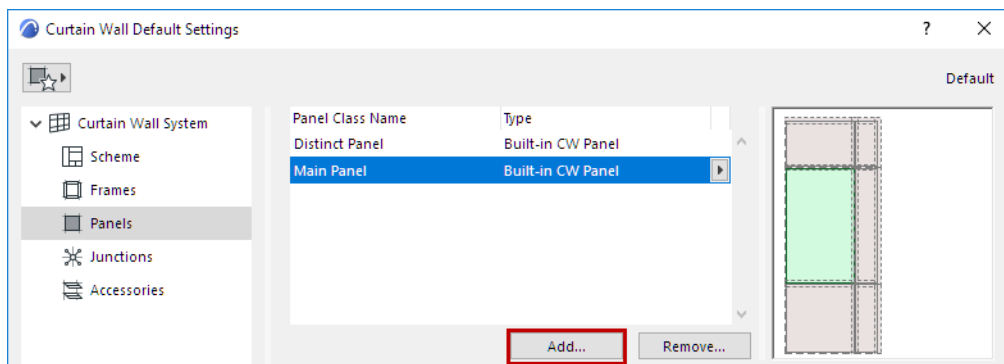 Curtain Wall Default Settings
?
Default
Curtain Wall System
Scheme
Frames
Panels
Junctions
Accessories
Panel Class Name Type
Distinct Panel Built-in CW Panel
Main Panel Built-in CW Panel
Add... Remove...